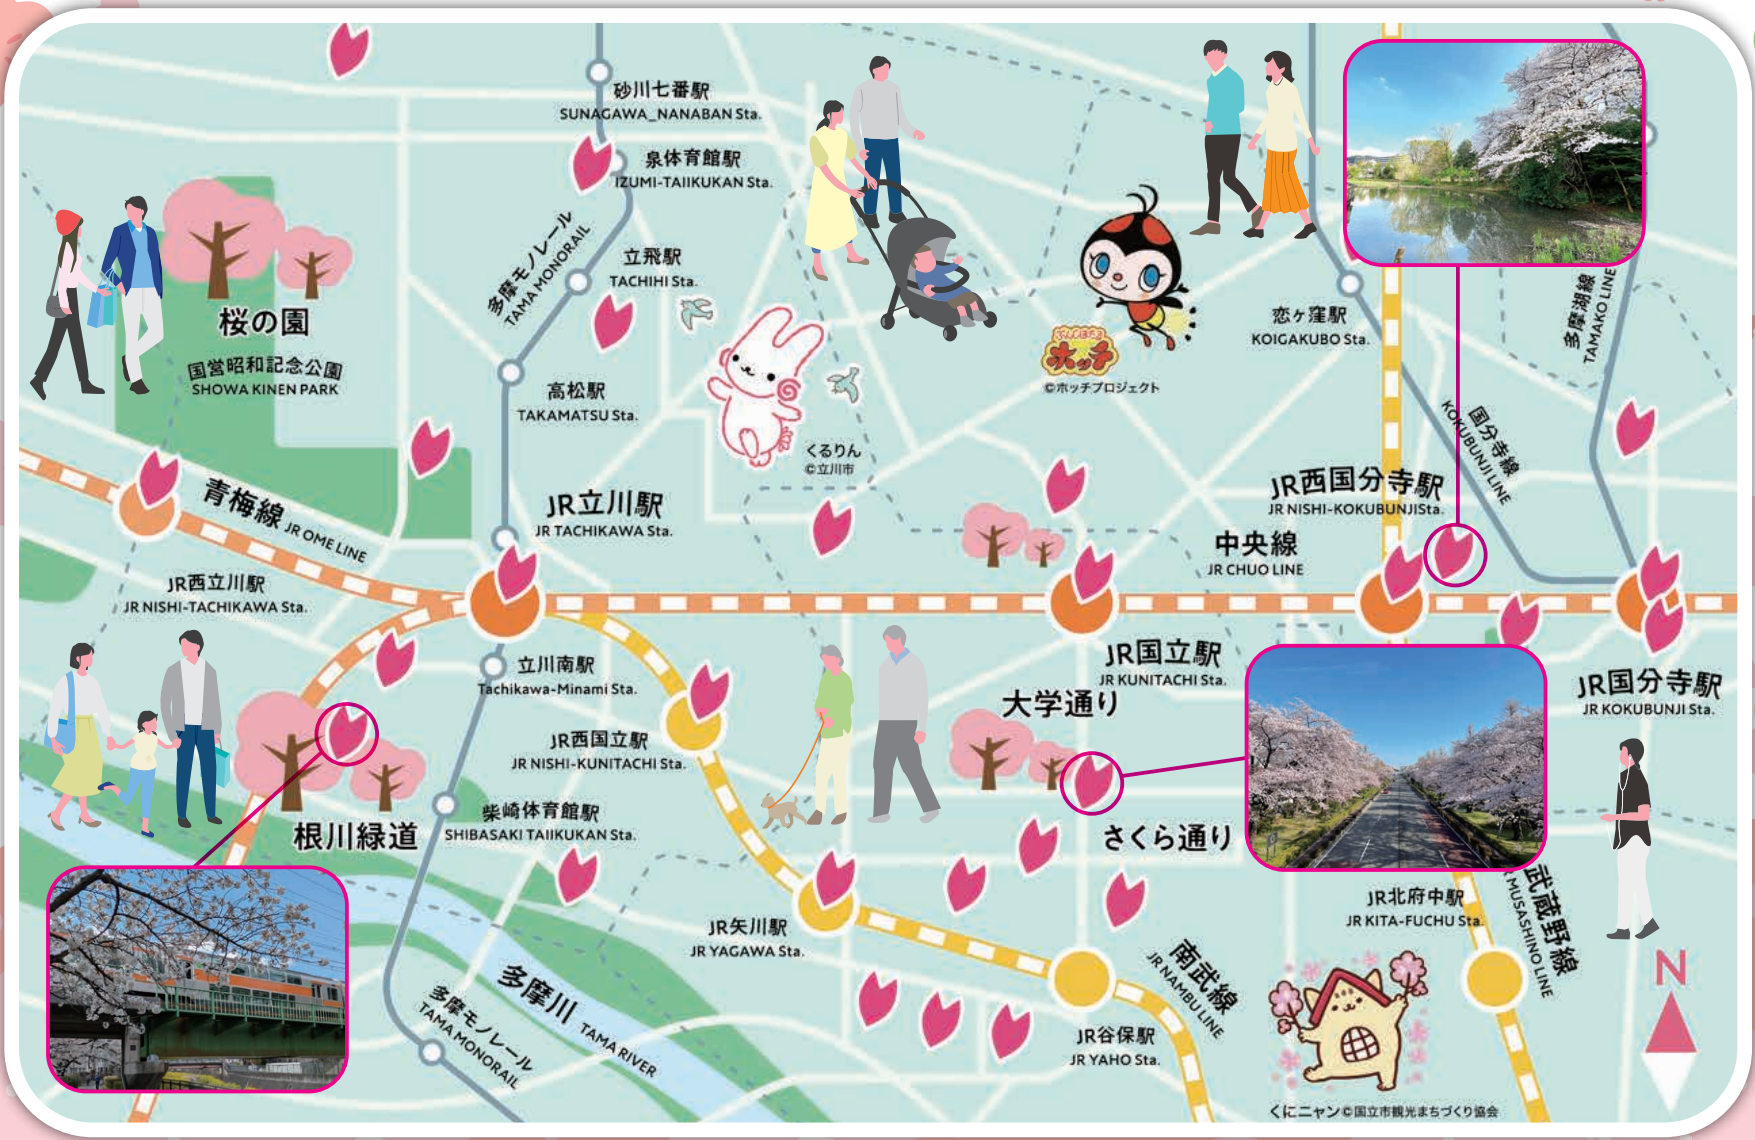 砂川七番駅
SUNAGAWA_NANABAN Sta.
泉体育館駅
IZUMI-TAIIKUKAN Sta.
多摩モノレール
TAMA MONORAIL
立飛駅
TACHIHI Sta.
桜の園
国営昭和記念公園
SHOWA KINEN PARK
高松駅
TAKAMATSU Sta.
くるりん
©立川市
ホッチ
©ホッチプロジェクト
恋ヶ窪駅
KOIGAKUBO Sta.
多摩湖線
TAMAKO LINE
国分寺線
KOKUBUNJI LINE
青梅線 JR OME LINE
JR立川駅
JR TACHIKAWA Sta.
JR西国分寺駅
JR NISHI-KOKUBUNJISta.
中央線
JR CHUO LINE
JR西立川駅
JR NISHI-TACHIKAWA Sta.
立川南駅
Tachikawa-Minami Sta.
JR国立駅
JR KUNITACHI Sta.
大学通り
JR国分寺駅
JR KOKUBUNJI Sta.
JR西国立駅
JR NISHI-KUNITACHI Sta.
根川緑道
柴崎体育館駅
SHIBASAKI TAIIKUKAN Sta.
さくら通り
JR北府中駅
JR KITA-FUCHU Sta.
武蔵野線
R MUSASHINO LINE
JR矢川駅
JR YAGAWA Sta.
南武線
JR NAMBU LINE
多摩川 TAMA RIVER
多摩モノレール
TAMA MONORAIL
JR谷保駅
JR YAHO Sta.
N
くにニャン©国立市観光まちづくり協会